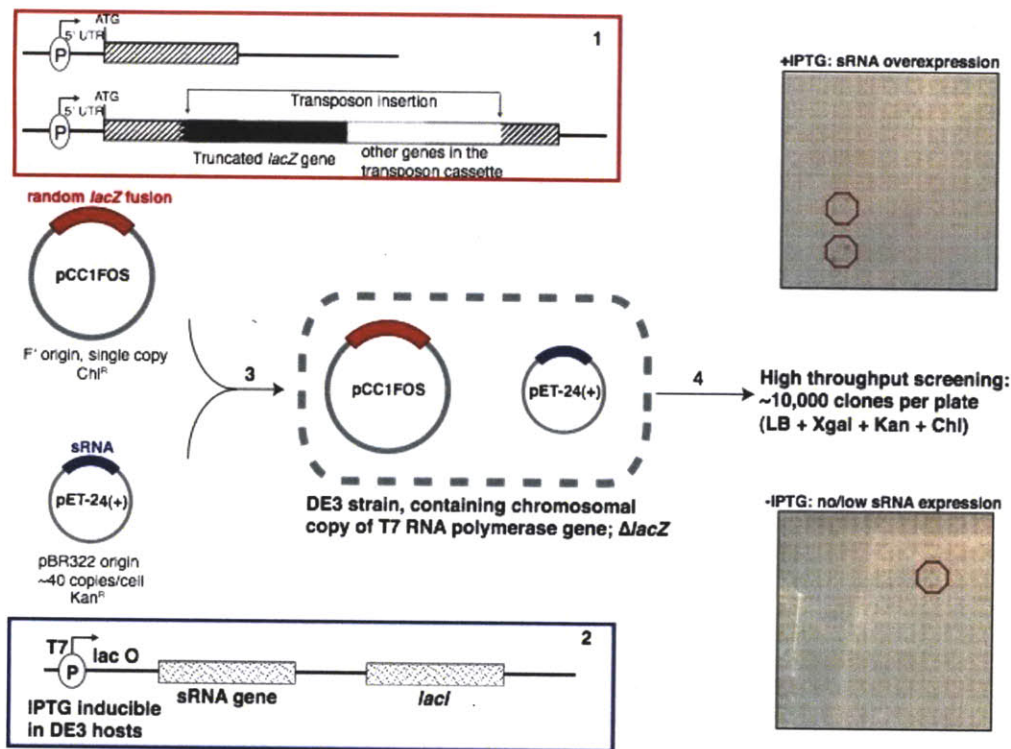 1
ATG
5' UTR
P
ATG
5' UTR
P
Transposon insertion
Truncated lacZ gene
other genes in the
transposon cassette
random lacZ fusion
pCC1FOS
F' origin, single copy
Chl^R
sRNA
pET-24(+)
pBR322 origin
~40 copies/cell
Kan^R
3
pCC1FOS
pET-24(+)
DE3 strain, containing chromosomal
copy of T7 RNA polymerase gene; ΔlacZ
4
+IPTG: sRNA overexpression
High throughput screening:
~10,000 clones per plate
(LB + Xgal + Kan + Chl)
-IPTG: no/low sRNA expression
2
T7
P
lac O
sRNA gene
lacI
IPTG inducible
in DE3 hosts